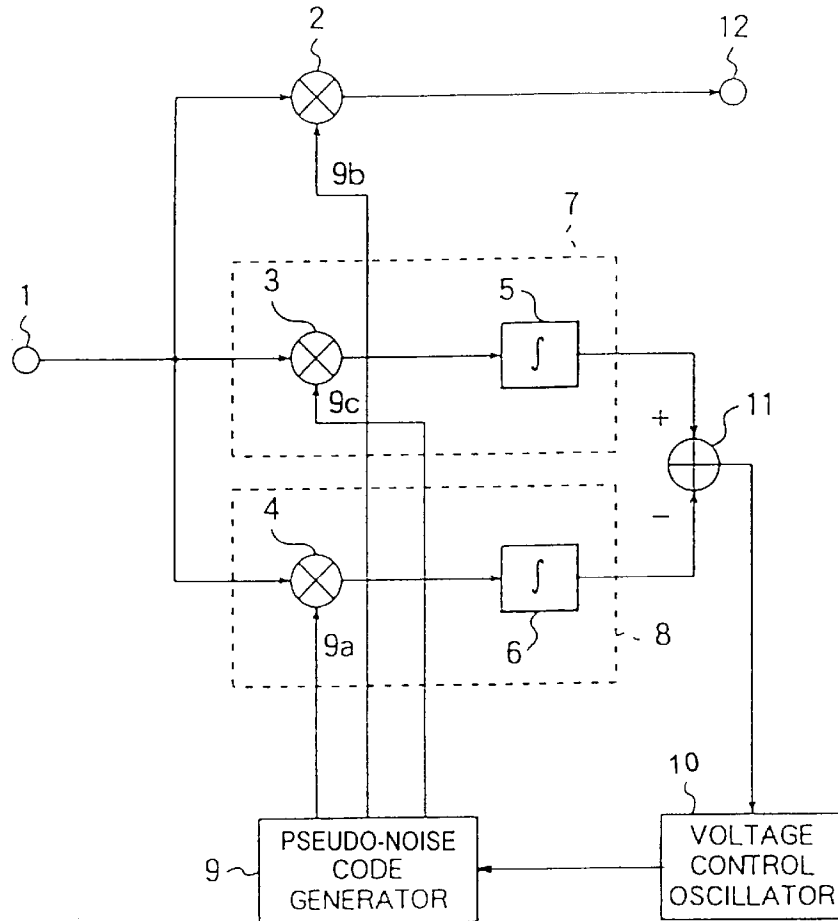 2
12
9b
7
1
3
5
∫
9c
+
11
4
−
∫
9a
6
8
10
9
PSEUDO-NOISE
CODE
GENERATOR
VOLTAGE
CONTROL
OSCILLATOR